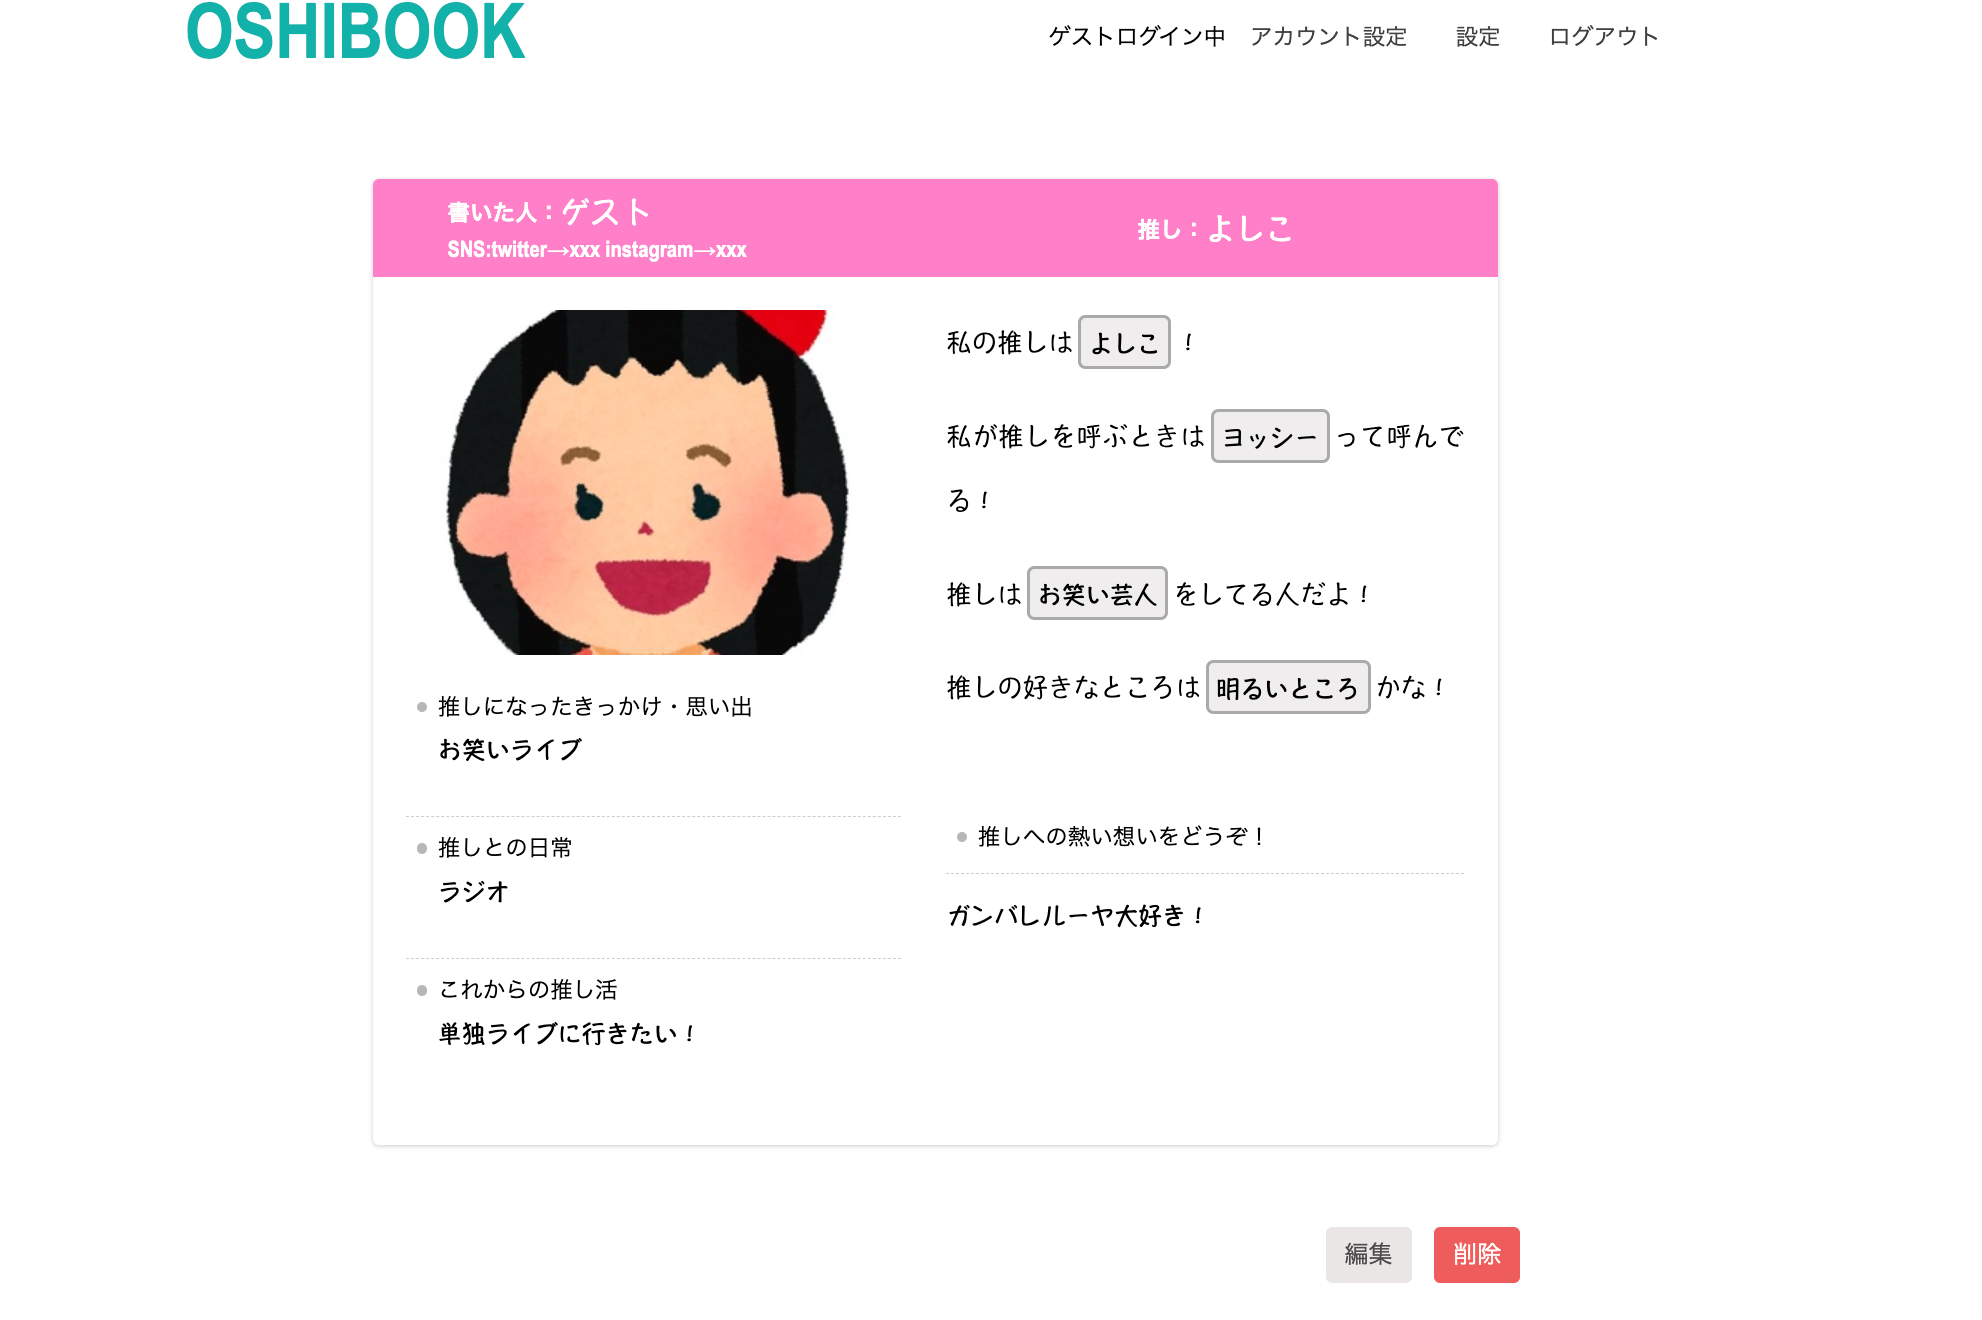 OSHIBOOK
ゲストログイン中 アカウント設定 設定 ログアウト
書いた人：ゲスト
SNS:twitter→xxx instagram→xxx
推し：よしこ
推しになったきっかけ・思い出
お笑いライブ
推しとの日常
ラジオ
これからの推し活
単独ライブに行きたい！
私の推しは よしこ ！
私が推しを呼ぶときは ヨッシー って呼んで
る！
推しは お笑い芸人 をしてる人だよ！
推しの好きなところは 明るいところ かな！
推しへの熱い想いをどうぞ！
ガンバレルーヤ大好き！
編集 削除